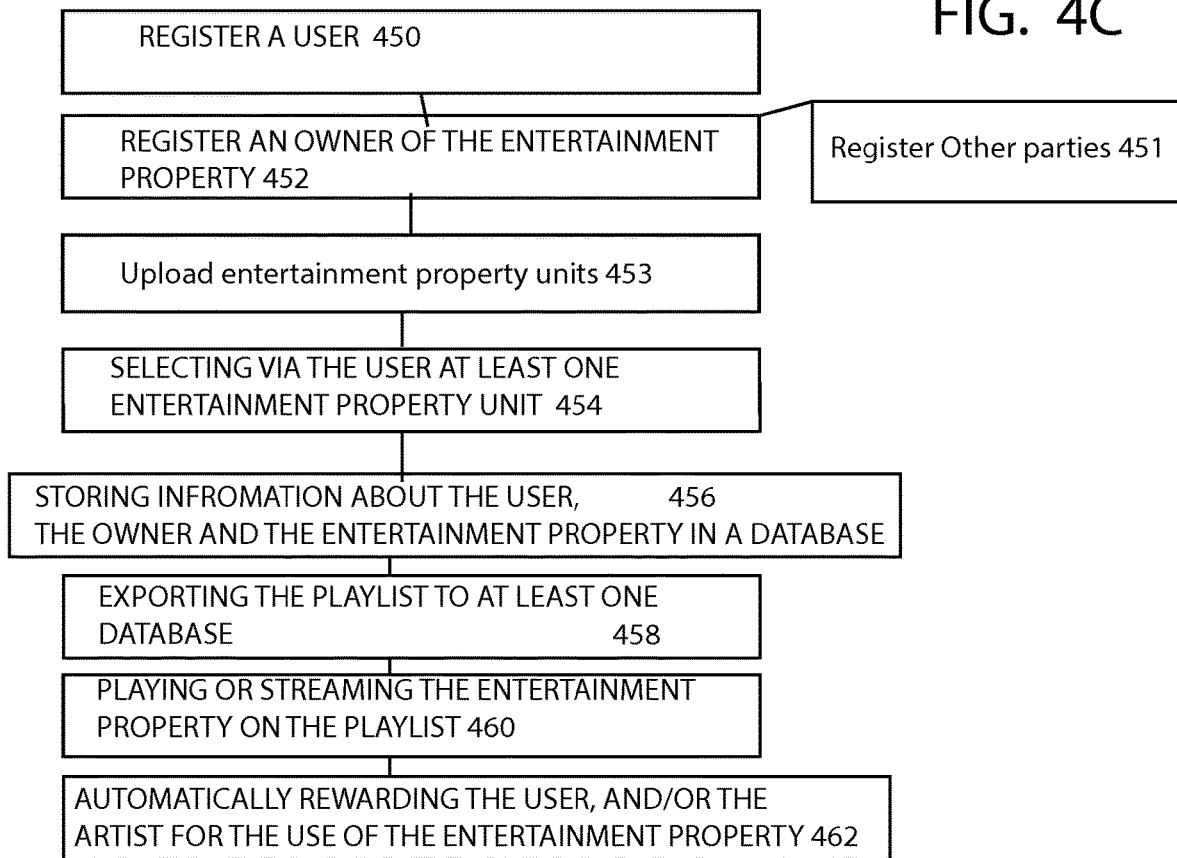 FIG. 4C
REGISTER A USER 450
REGISTER AN OWNER OF THE ENTERTAINMENT
PROPERTY 452
Register Other parties 451
Upload entertainment property units 453
SELECTING VIA THE USER AT LEAST ONE
ENTERTAINMENT PROPERTY UNIT 454
STORING INFROMATION ABOUT THE USER, 456
THE OWNER AND THE ENTERTAINMENT PROPERTY IN A DATABASE
EXPORTING THE PLAYLIST TO AT LEAST ONE
DATABASE 458
PLAYING OR STREAMING THE ENTERTAINMENT
PROPERTY ON THE PLAYLIST 460
AUTOMATICALLY REWARDING THE USER, AND/OR THE
ARTIST FOR THE USE OF THE ENTERTAINMENT PROPERTY 462